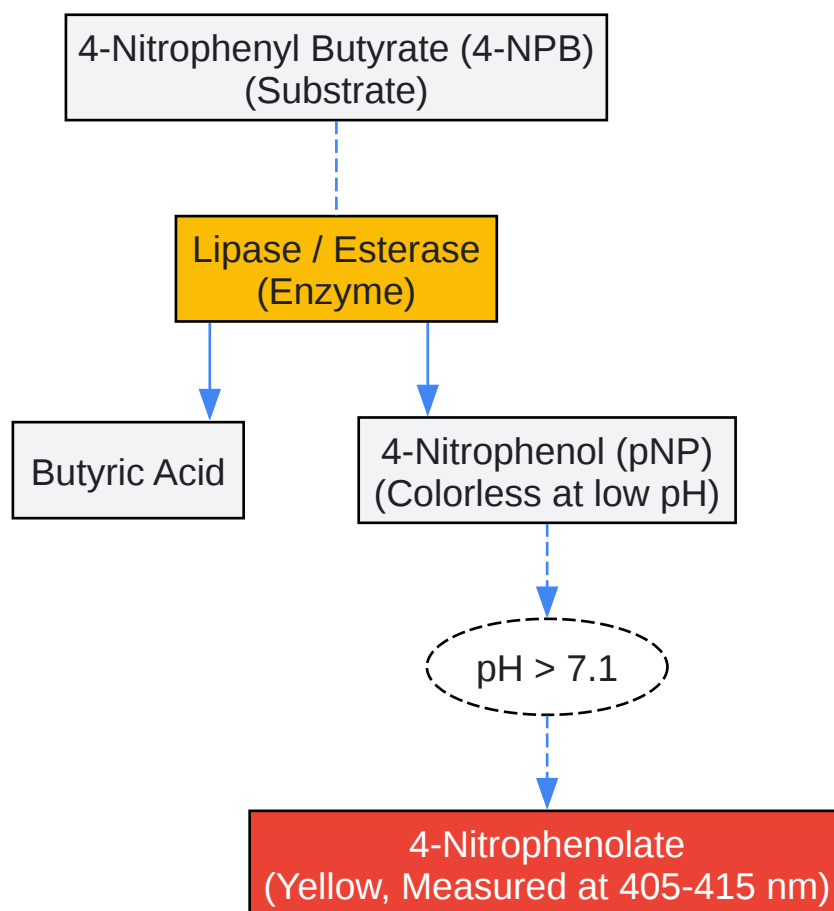 4-Nitrophenyl Butyrate (4-NPB)
(Substrate)
Lipase / Esterase
(Enzyme)
Butyric Acid
4-Nitrophenol (pNP)
(Colorless at low pH)
pH > 7.1
4-Nitrophenolate
(Yellow, Measured at 405-415 nm)